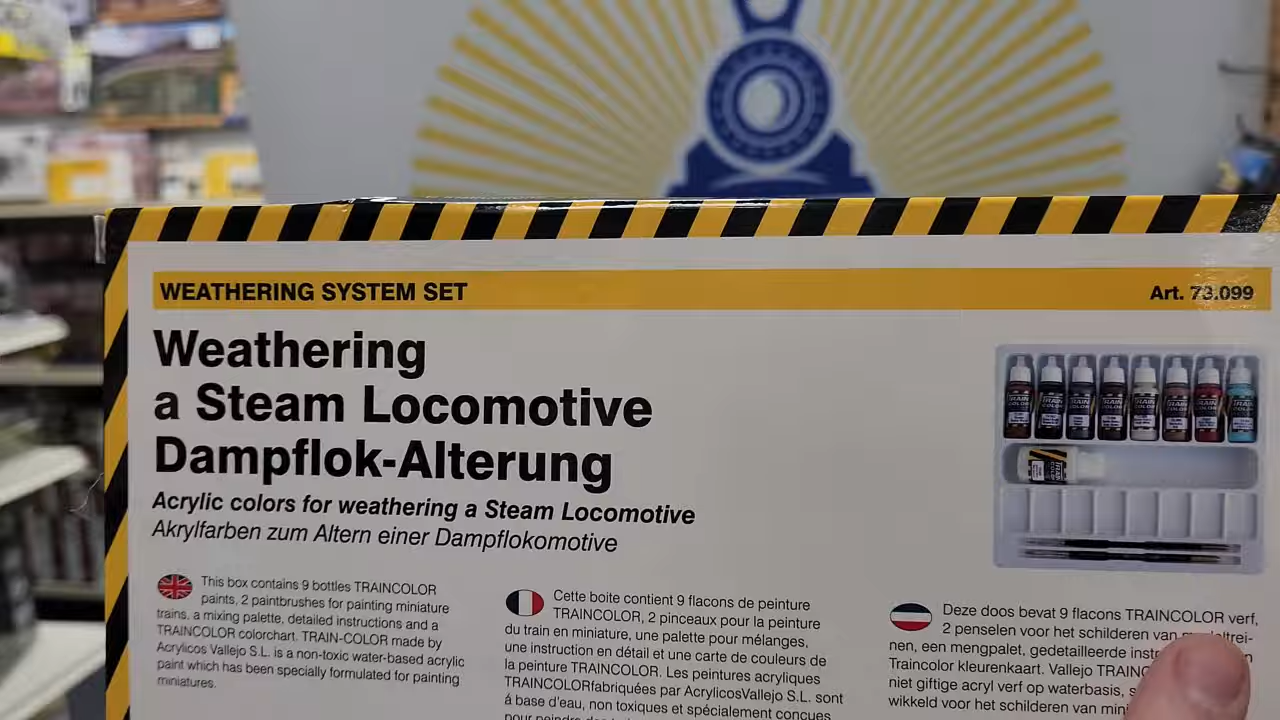 WEATHERING SYSTEM SET
Art. 73.099
Weathering
a Steam Locomotive
Dampflok-Alterung
Acrylic colors for weathering a Steam Locomotive
Akrylfarben zum Altern einer Dampflokomotive
This box contains 9 bottles TRAINCOLOR
paints, 2 paintbrushes for painting miniature
trains, a mixing palette, detailed instructions and a
TRAINCOLOR colorchart. TRAIN-COLOR made by
Acrylicos Vallejo S.L. is a non-toxic water-based acrylic
paint which has been specially formulated for painting
miniatures.
Cette boite contient 9 flacons de peinture
TRAINCOLOR, 2 pinceaux pour la peinture
du train en miniature, une palette pour mélanges,
une instruction en détail et une carte de couleurs de
la peinture TRAINCOLOR. Les peintures acryliques
TRAINCOLORfabriquées par AcrylicosVallejo S.L. sont
á base d'eau, non toxiques et spécialement conçues
pour peindre
Deze doos bevat 9 flacons TRAINCOLOR verf,
2 penselen voor het schilderen van
nen, een mengpalet, gedetailleerde
Traincolor kleurenkaart. Vallejo
niet giftige acryl verf op waterbasis,
wikkeld voor het schilderen van